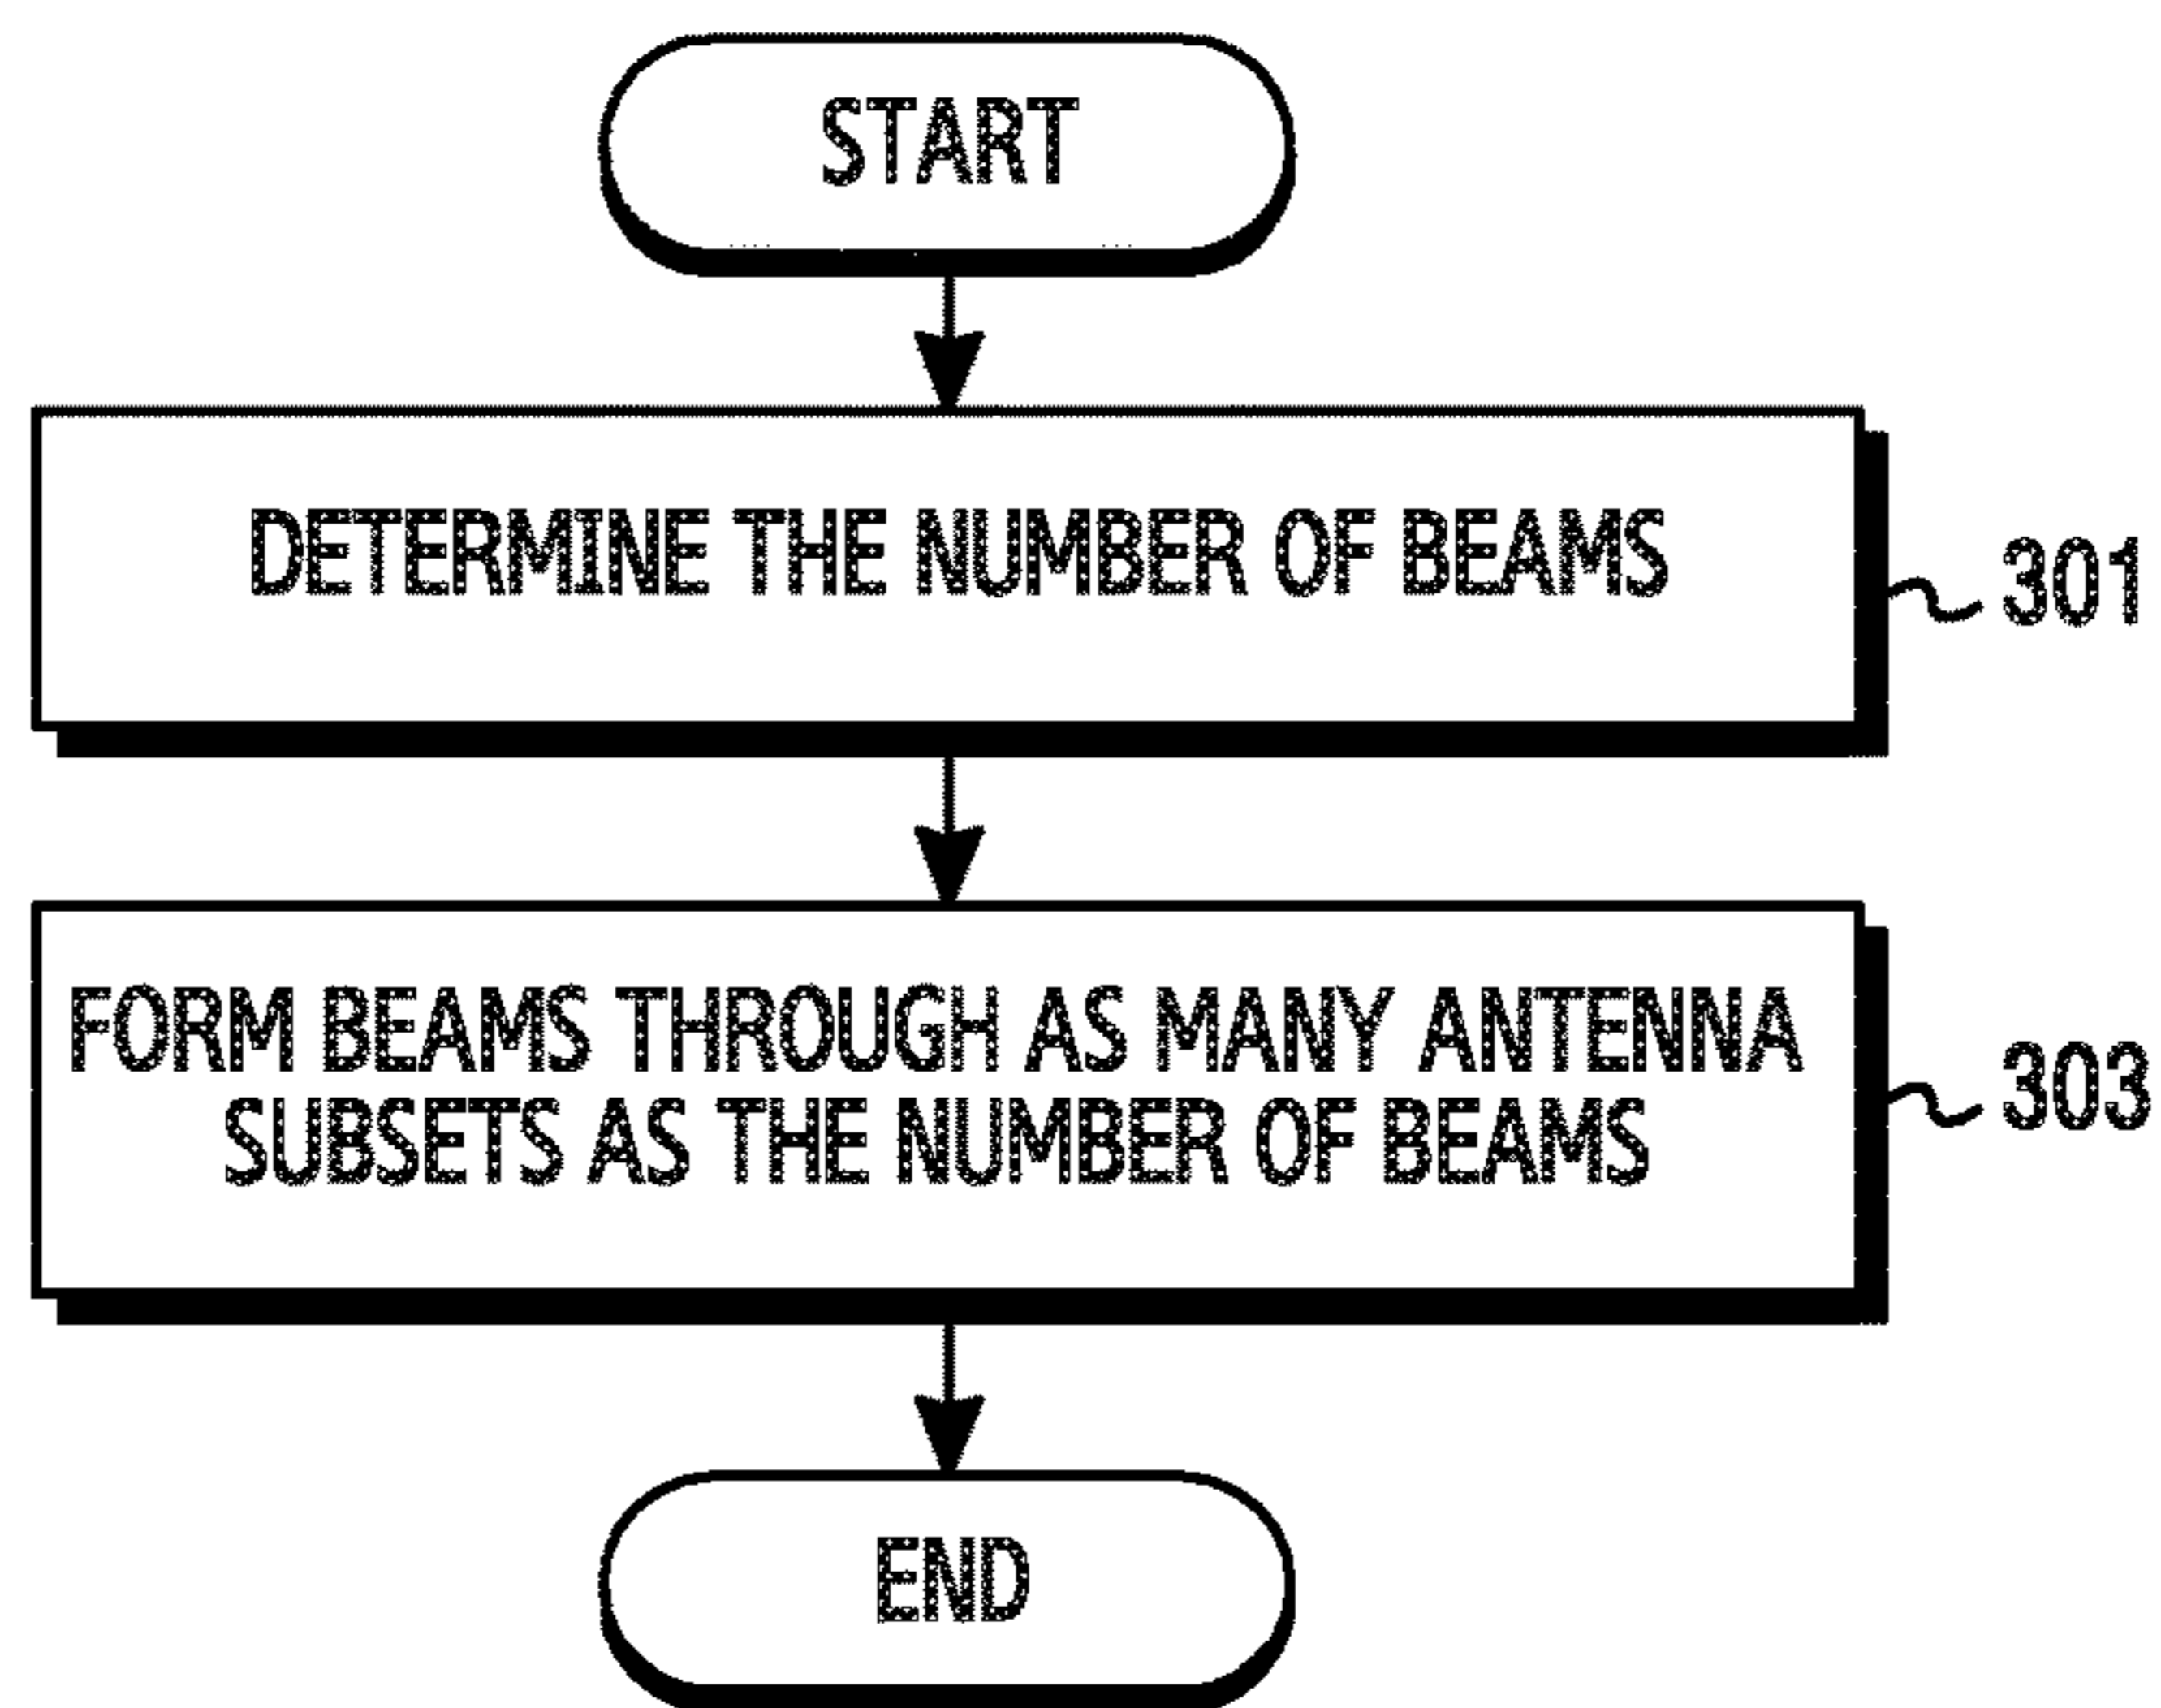 START
DETERMINE THE NUMBER OF BEAMS
301
FORM BEAMS THROUGH AS MANY ANTENNA
SUBSETS AS THE NUMBER OF BEAMS
303
END